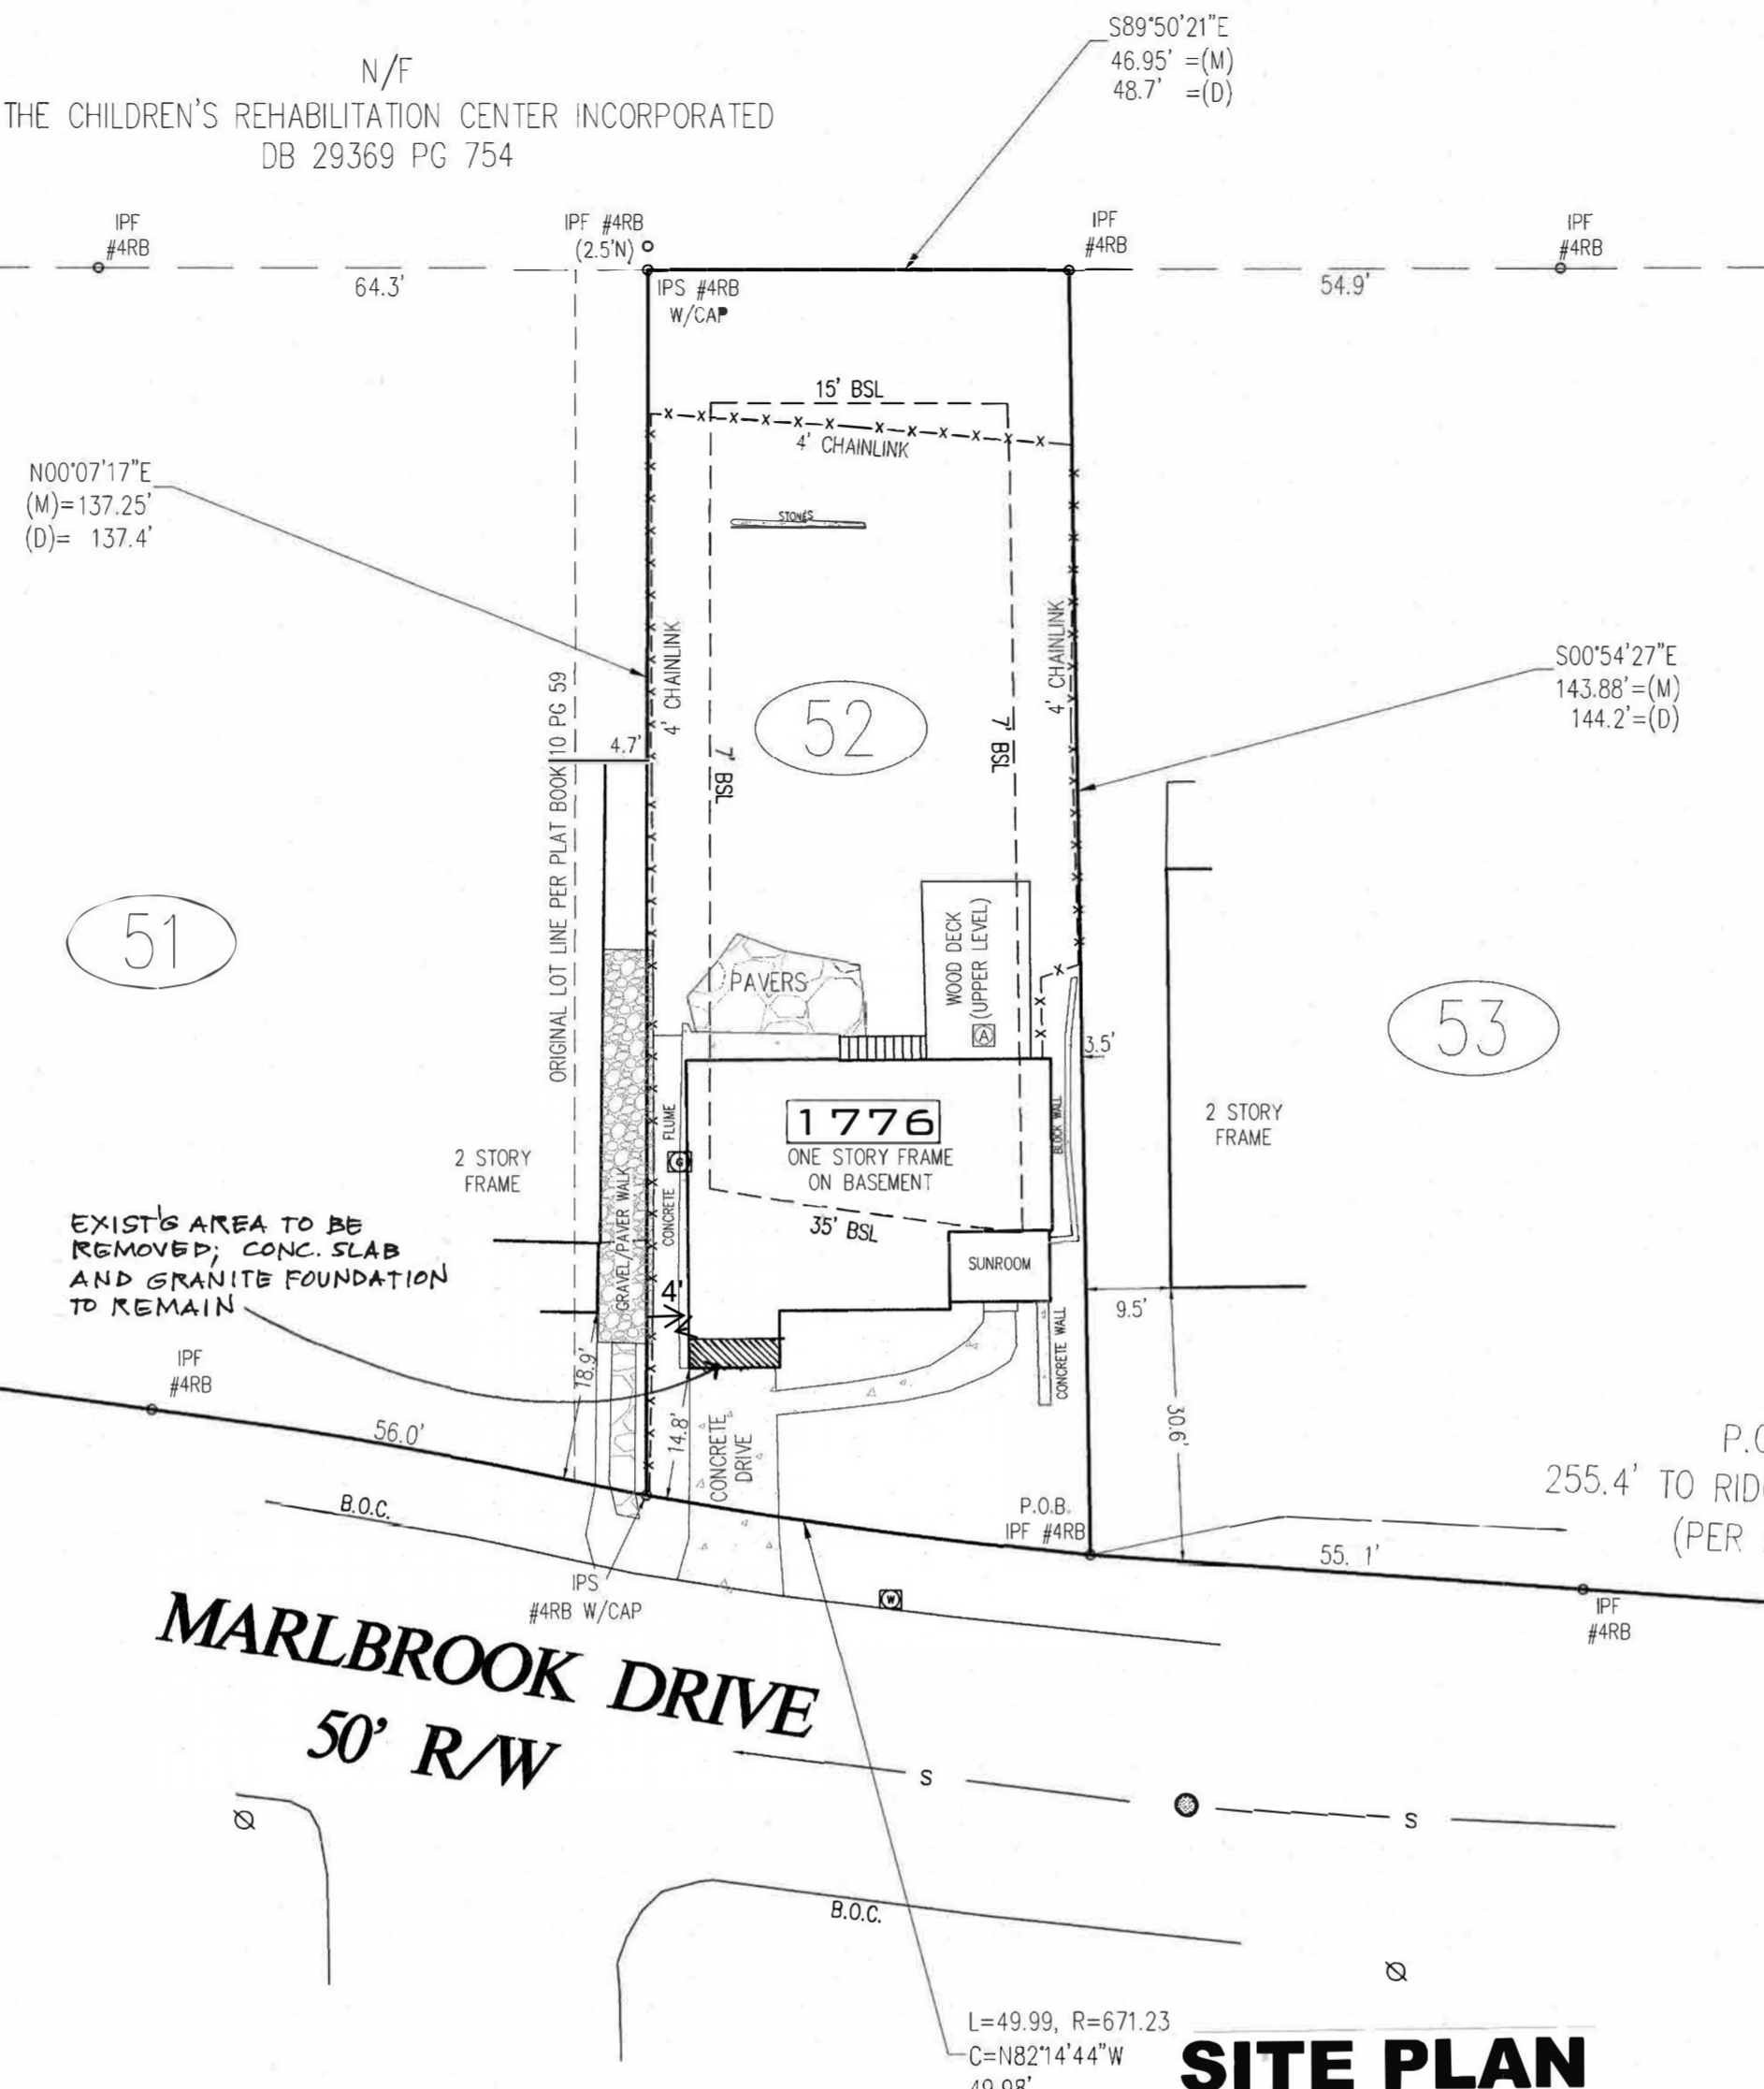 S89°50'21"E
46.95' =(M)
48.7' =(D)
N/F
THE CHILDREN'S REHABILITATION CENTER INCORPORATED
DB 29369 PG 754
IPF
#4RB
IPF #4RB
(2.5'N)
IPF
#4RB
IPF
#4RB
64.3'
IPS #4RB
W/CAP
54.9'
15' BSL
4' CHAINLINK
N00°07'17"E
(M)=137.25'
(D)= 137.4'
STONES
4' CHAINLINK
4' CHAINLINK
S00°54'27"E
143.88'=(M)
144.2'=(D)
ORIGINAL LOT LINE PER PLAT BOOK 10 PG 59
4.7'
52
7' BSL
7' BSL
51
PAVERS
WOOD DECK
(UPPER LEVEL)
A
53
3.5'
1776
ONE STORY FRAME
ON BASEMENT
CONCRETE FLUME
G
BLOCK WALL
2 STORY
FRAME
2 STORY
FRAME
GRAVEL/PAVER WALK
35' BSL
EXIST'G AREA TO BE
REMOVED; CONC. SLAB
AND GRANITE FOUNDATION
TO REMAIN
SUNROOM
4'
9.5'
CONCRETE WALL
IPF
#4RB
18.9'
14.8'
CONCRETE
DRIVE
30.6'
56.0'
P.O
255.4' TO RID
(PER
B.O.C.
P.O.B.
IPF #4RB
55. 1'
IPS
#4RB W/CAP
W
IPF
#4RB
MARLBROOK DRIVE
50' R/W
S
S
B.O.C.
L=49.99, R=671.23
C=N82°14'44"W
49.98'
SITE PLAN